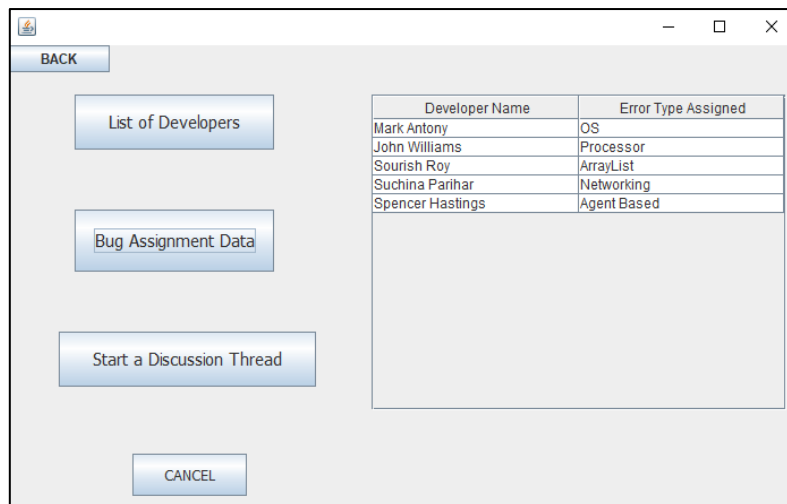 BACK
List of Developers
Bug Assignment Data
Start a Discussion Thread
CANCEL
Developer Name Error Type Assigned
Mark Antony OS
John Williams Processor
Sourish Roy ArrayList
Suchina Parihar Networking
Spencer Hastings Agent Based